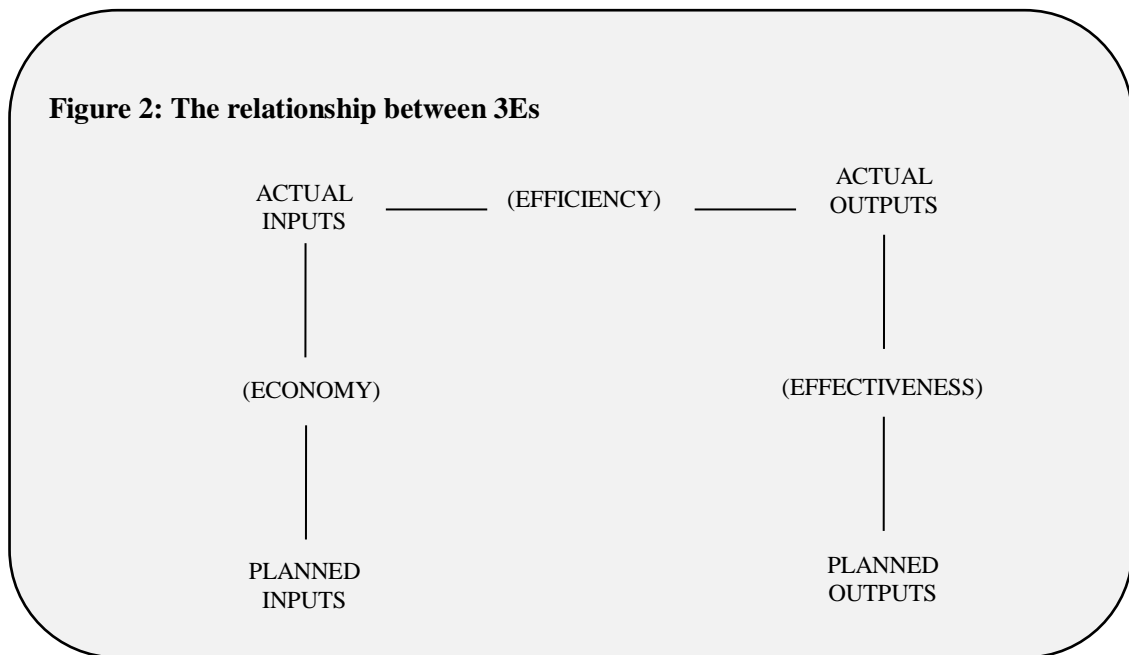 Figure 2: The relationship between 3Es
ACTUAL
INPUTS
(EFFICIENCY)
ACTUAL
OUTPUTS
(ECONOMY)
(EFFECTIVENESS)
PLANNED
INPUTS
PLANNED
OUTPUTS